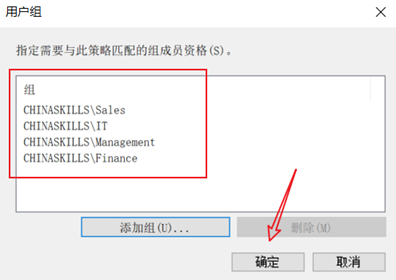 用户组
指定需要与此策略匹配的组成员资格(S)。
组
CHINASKILLS\Sales
CHINASKILLS\IT
CHINASKILLS\Management
CHINASKILLS\Finance
添加组(U)... 删除(M)
确定 取消